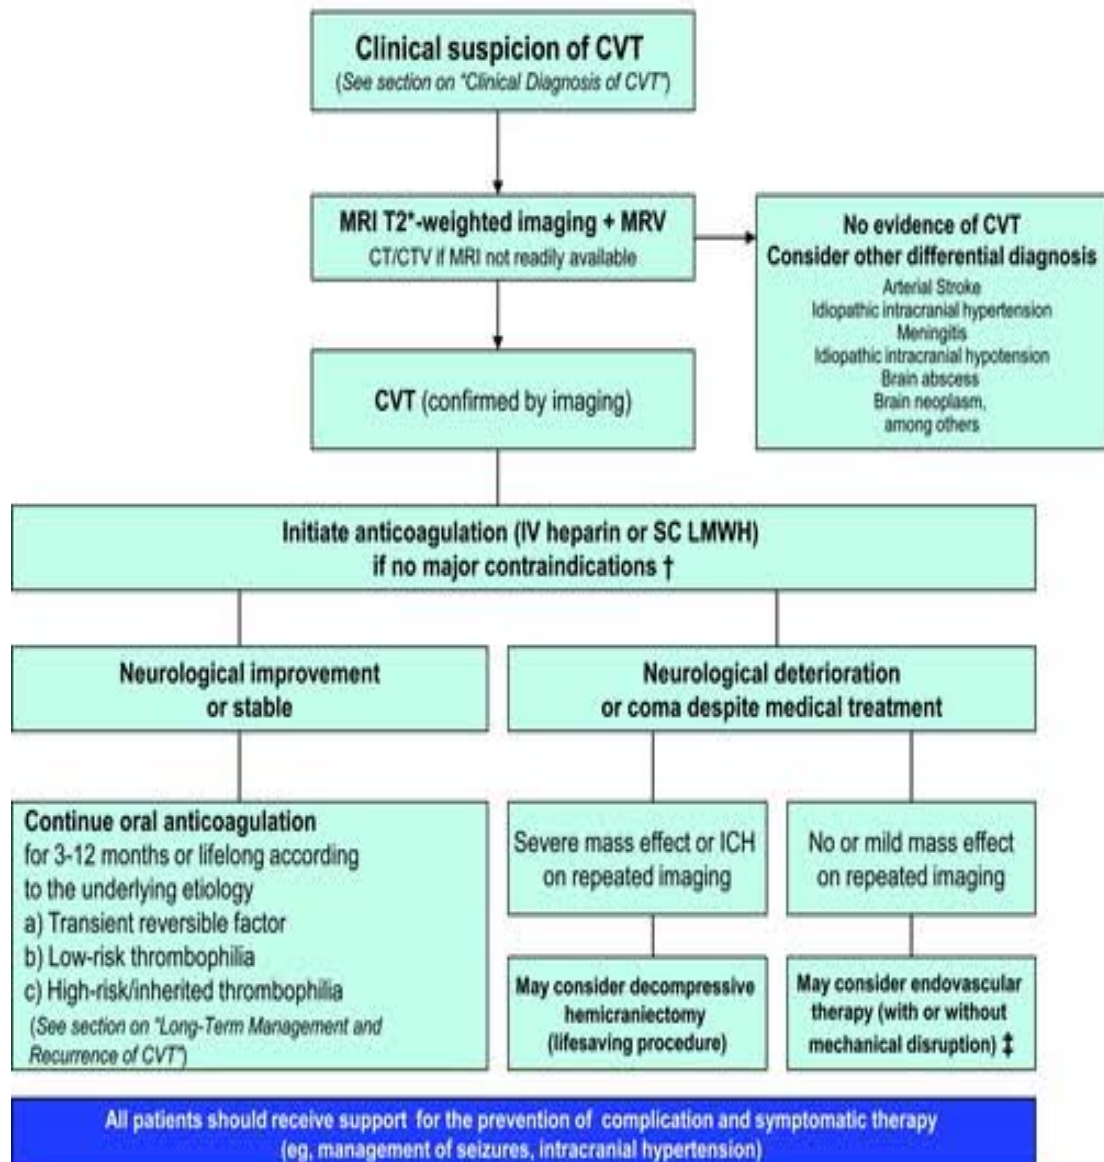 Clinical suspicion of CVT
(See section on "Clinical Diagnosis of CVT")
MRI T2*-weighted imaging + MRV
CT/CTV if MRI not readily available
No evidence of CVT
Consider other differential diagnosis
Arterial Stroke
Idiopathic intracranial hypertension
Meningitis
Idiopathic intracranial hypotension
Brain abscess
Brain neoplasm,
among others
CVT (confirmed by imaging)
Initiate anticoagulation (IV heparin or SC LMWH)
if no major contraindications †
Neurological improvement
or stable
Neurological deterioration
or coma despite medical treatment
Continue oral anticoagulation
for 3-12 months or lifelong according
to the underlying etiology
a) Transient reversible factor
b) Low-risk thrombophilia
c) High-risk/inherited thrombophilia
(See section on "Long-Term Management and
Recurrence of CVT")
Severe mass effect or ICH
on repeated imaging
No or mild mass effect
on repeated imaging
May consider decompressive
hemicraniectomy
(lifesaving procedure)
May consider endovascular
therapy (with or without
mechanical disruption) ‡
All patients should receive support for the prevention of complication and symptomatic therapy
(eg, management of seizures, intracranial hypertension)